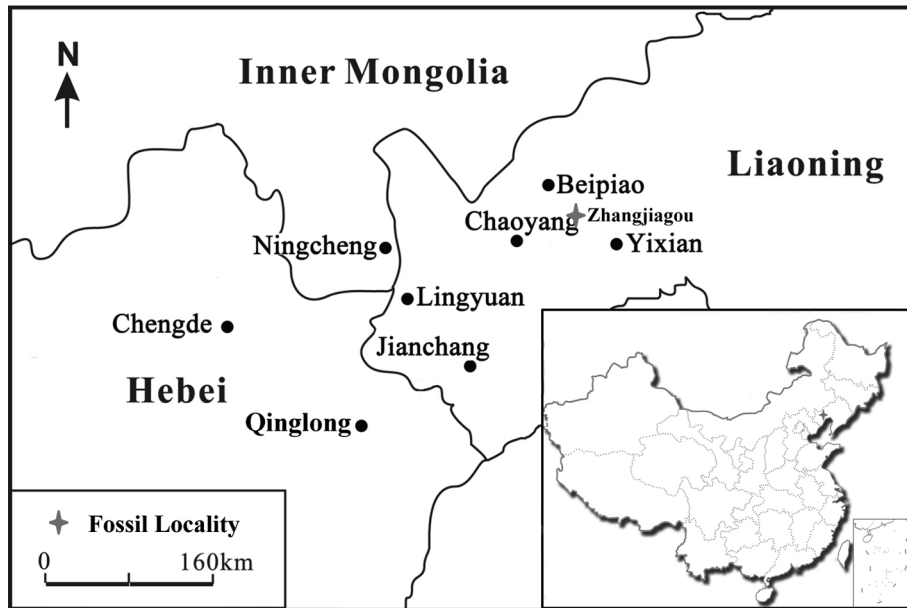 N
Inner Mongolia
Liaoning
Beipiao
Zhangjiagou
Chaoyang
Yixian
Ningcheng
Lingyuan
Chengde
Jianchang
Hebei
Qinglong
Fossil Locality
0 160km